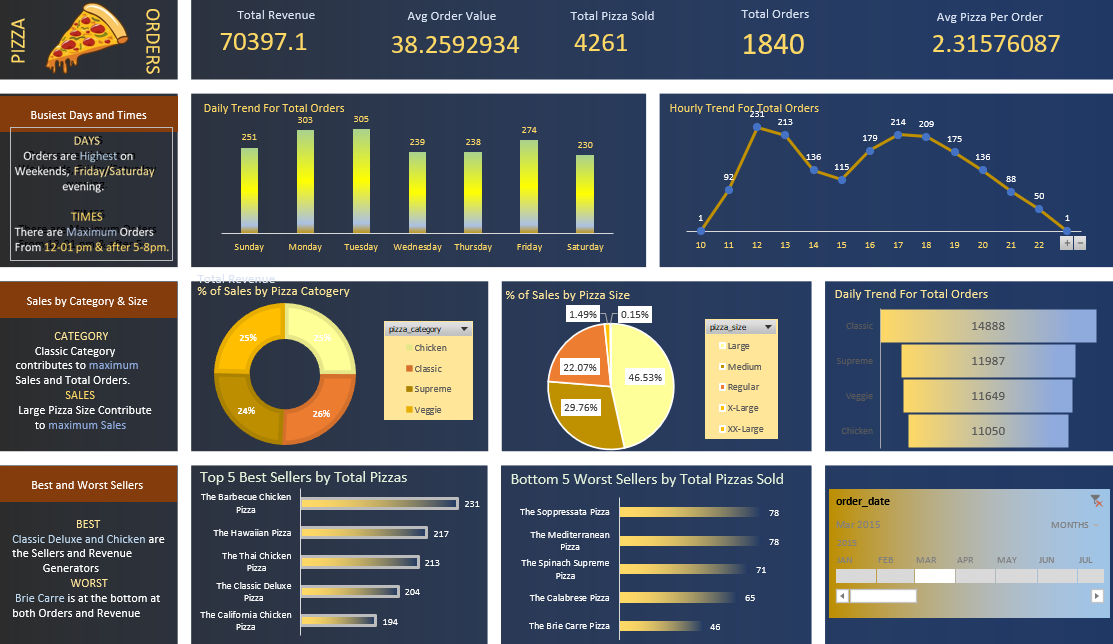 PIZZA
ORDERS
Total Revenue
70397.1
Avg Order Value
38.2592934
Total Pizza Sold
4261
Total Orders
1840
Avg Pizza Per Order
2.31576087
Busiest Days and Times
DAYS
Orders are Highest on
Weekends, Friday/Saturday
evening.
TIMES
There are Maximum Orders
From 12-01 pm & after 5-8pm.
Daily Trend For Total Orders
251
303
305
239
238
274
230
Sunday
Monday
Tuesday
Wednesday
Thursday
Friday
Saturday
Hourly Trend For Total Orders
1
92
231
213
136
115
179
214
209
175
136
88
50
1
10
11
12
13
14
15
16
17
18
19
20
21
22
+
−
Sales by Category & Size
CATEGORY
Classic Category
contributes to maximum
Sales and Total Orders.
SALES
Large Pizza Size Contribute
to maximum Sales
Total Revenue
% of Sales by Pizza Catogery
25%
25%
24%
26%
pizza_category
Chicken
Classic
Supreme
Veggie
% of Sales by Pizza Size
1.49%
0.15%
22.07%
46.53%
29.76%
pizza_size
Large
Medium
Regular
X-Large
XX-Large
Daily Trend For Total Orders
Classic
14888
Supreme
11987
Veggie
11649
Chicken
11050
Best and Worst Sellers
BEST
Classic Deluxe and Chicken are
the Sellers and Revenue
Generators
WORST
Brie Carre is at the bottom at
both Orders and Revenue
Top 5 Best Sellers by Total Pizzas
The Barbecue Chicken
Pizza
231
The Hawaiian Pizza
217
The Thai Chicken
Pizza
213
The Classic Deluxe
Pizza
204
The California Chicken
Pizza
194
Bottom 5 Worst Sellers by Total Pizzas Sold
The Soppressata Pizza
78
The Mediterranean
Pizza
78
The Spinach Supreme
Pizza
71
The Calabrese Pizza
65
The Brie Carre Pizza
46
order_date
Mar 2015
MONTHS
2015
JAN
FEB
MAR
APR
MAY
JUN
JUL